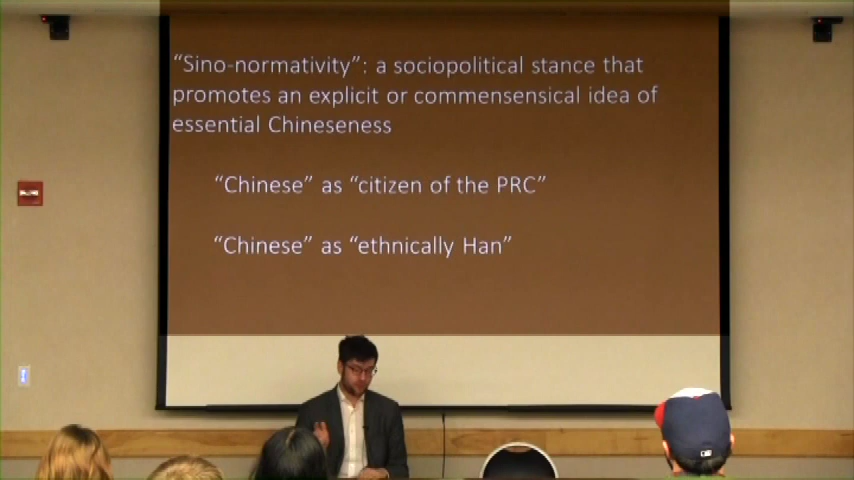 “Sino-normativity”: a sociopolitical stance that
promotes an explicit or commensensical idea of
essential Chineseness
“Chinese” as “citizen of the PRC”
“Chinese” as “ethnically Han”